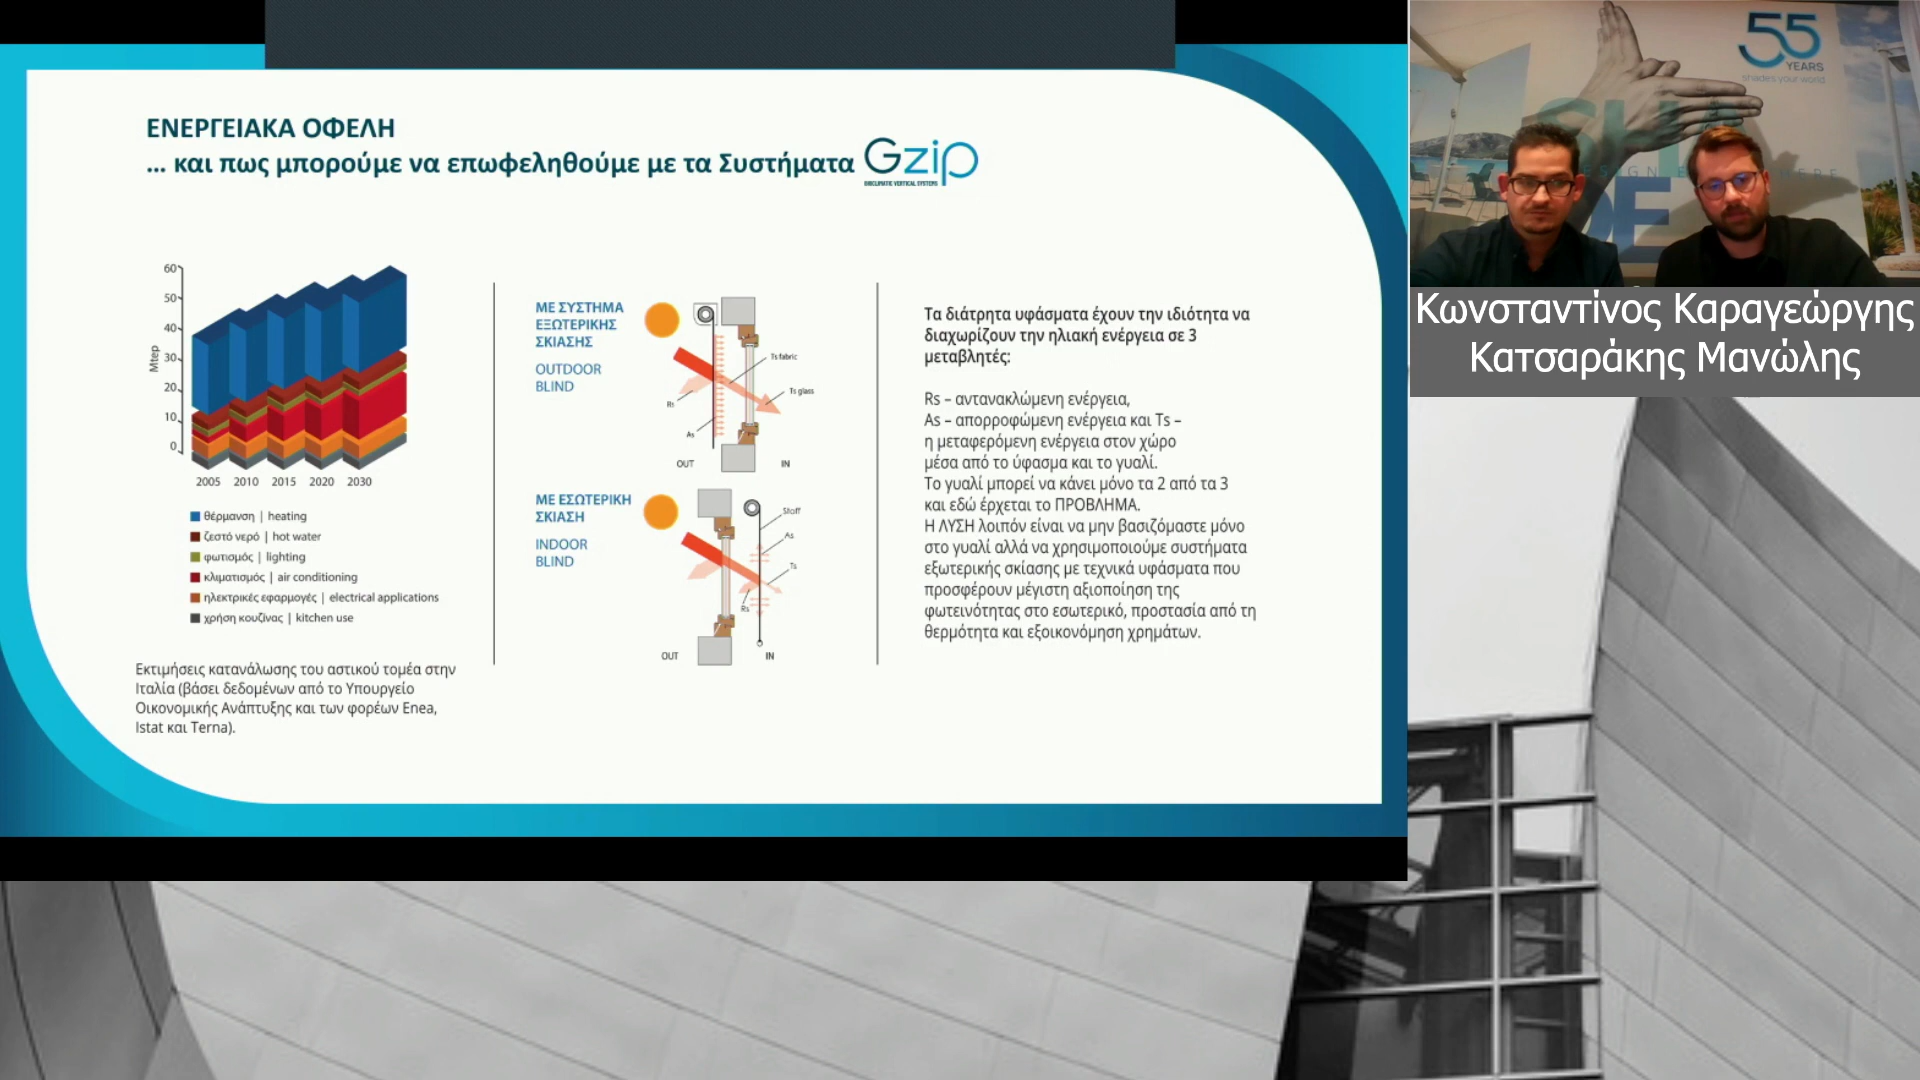 ΕΝΕΡΓΕΙΑΚΑ ΟΦΕΛΗ
... και πως μπορούμε να επωφεληθούμε με τα Συστήματα Gzip
BIOCLIMATIC VERTICAL SYSTEMS
60
50
40
30
20
10
0
Mtep
2005 2010 2015 2020 2030
θέρμανση | heating
ζεστό νερό | hot water
φωτισμός | lighting
κλιματισμός | air conditioning
ηλεκτρικές εφαρμογές | electrical applications
χρήση κουζίνας | kitchen use
Εκτιμήσεις κατανάλωσης του αστικού τομέα στην
Ιταλία (βάσει δεδομένων από το Υπουργείο
Οικονομικής Ανάπτυξης και των φορέων Enea,
Istat και Terna).
ΜΕ ΣΥΣΤΗΜΑ
ΕΞΩΤΕΡΙΚΗΣ
ΣΚΙΑΣΗΣ
OUTDOOR
BLIND
Ts fabric
Ts glass
Rs
As
OUT
IN
ΜΕ ΕΣΩΤΕΡΙΚΗ
ΣΚΙΑΣΗ
INDOOR
BLIND
Stoff
As
Ts
Rs
OUT
IN
Τα διάτρητα υφάσματα έχουν την ιδιότητα να
διαχωρίζουν την ηλιακή ενέργεια σε 3
μεταβλητές:
Rs – αντανακλώμενη ενέργεια,
As – απορροφώμενη ενέργεια και Ts –
η μεταφερόμενη ενέργεια στον χώρο
μέσα από το ύφασμα και το γυαλί.
Το γυαλί μπορεί να κάνει μόνο τα 2 από τα 3
και εδώ έρχεται το ΠΡΟΒΛΗΜΑ.
Η ΛΥΣΗ λοιπόν είναι να μην βασιζόμαστε μόνο
στο γυαλί αλλά να χρησιμοποιούμε συστήματα
εξωτερικής σκίασης με τεχνικά υφάσματα που
προσφέρουν μέγιστη αξιοποίηση της
φωτεινότητας στο εσωτερικό, προστασία από τη
θερμότητα και εξοικονόμηση χρημάτων.
55
YEARS
shades your world
Κωνσταντίνος Καραγεώργης
Κατσαράκης Μανώλης